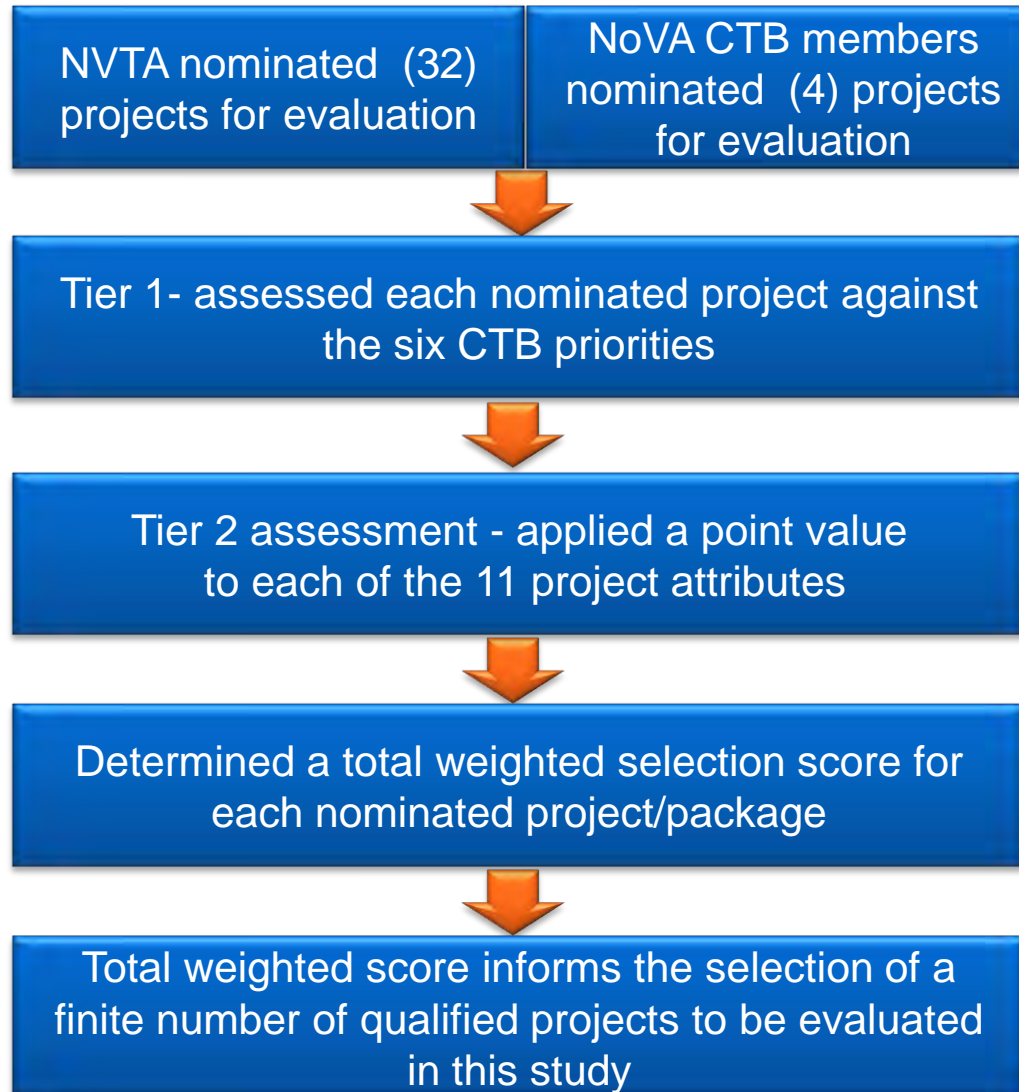 NVTA nominated (32)
projects for evaluation
NoVA CTB members
nominated (4) projects
for evaluation
Tier 1- assessed each nominated project against
the six CTB priorities
Tier 2 assessment - applied a point value
to each of the 11 project attributes
Determined a total weighted selection score for
each nominated project/package
Total weighted score informs the selection of a
finite number of qualified projects to be evaluated
in this study